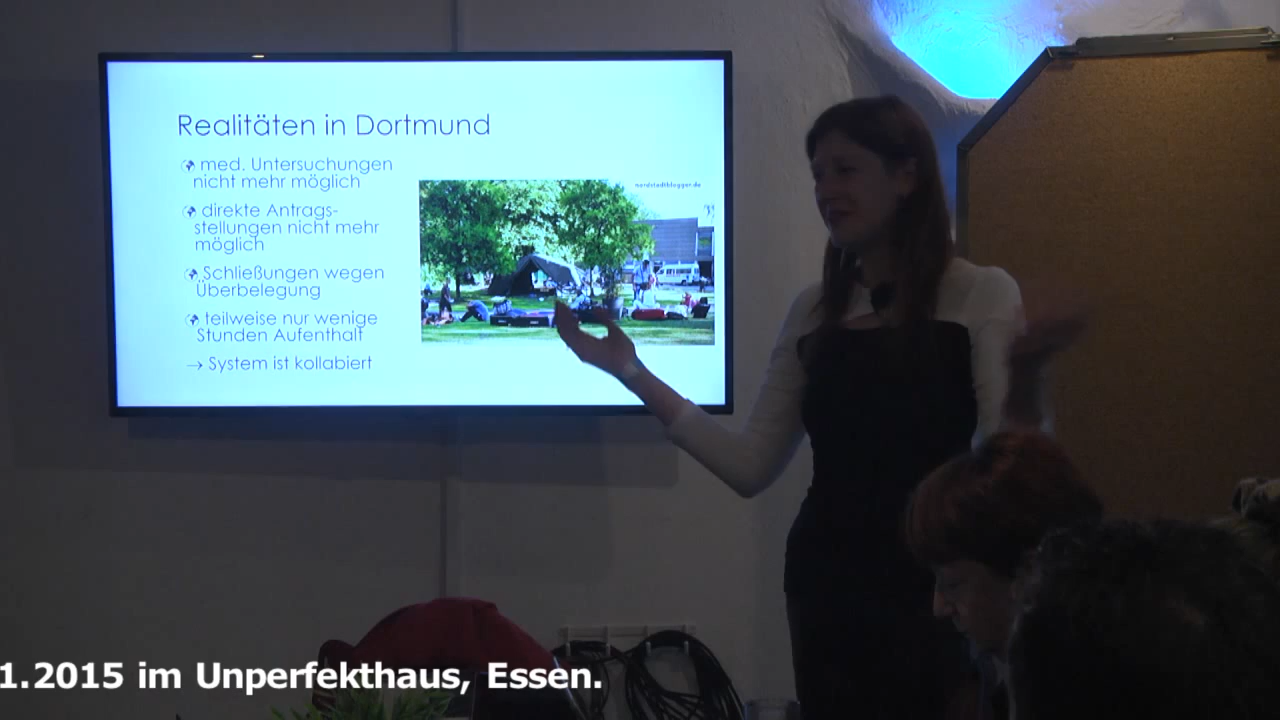 Realitäten in Dortmund
med. Untersuchungen
nicht mehr möglich
nordstadtblogger.de
direkte Antrags-
stellungen nicht mehr
möglich
Schließungen wegen
Überbelegung
teilweise nur wenige
Stunden Aufenthalt
→ System ist kollabiert
1.2015 im Unperfekthaus, Essen.